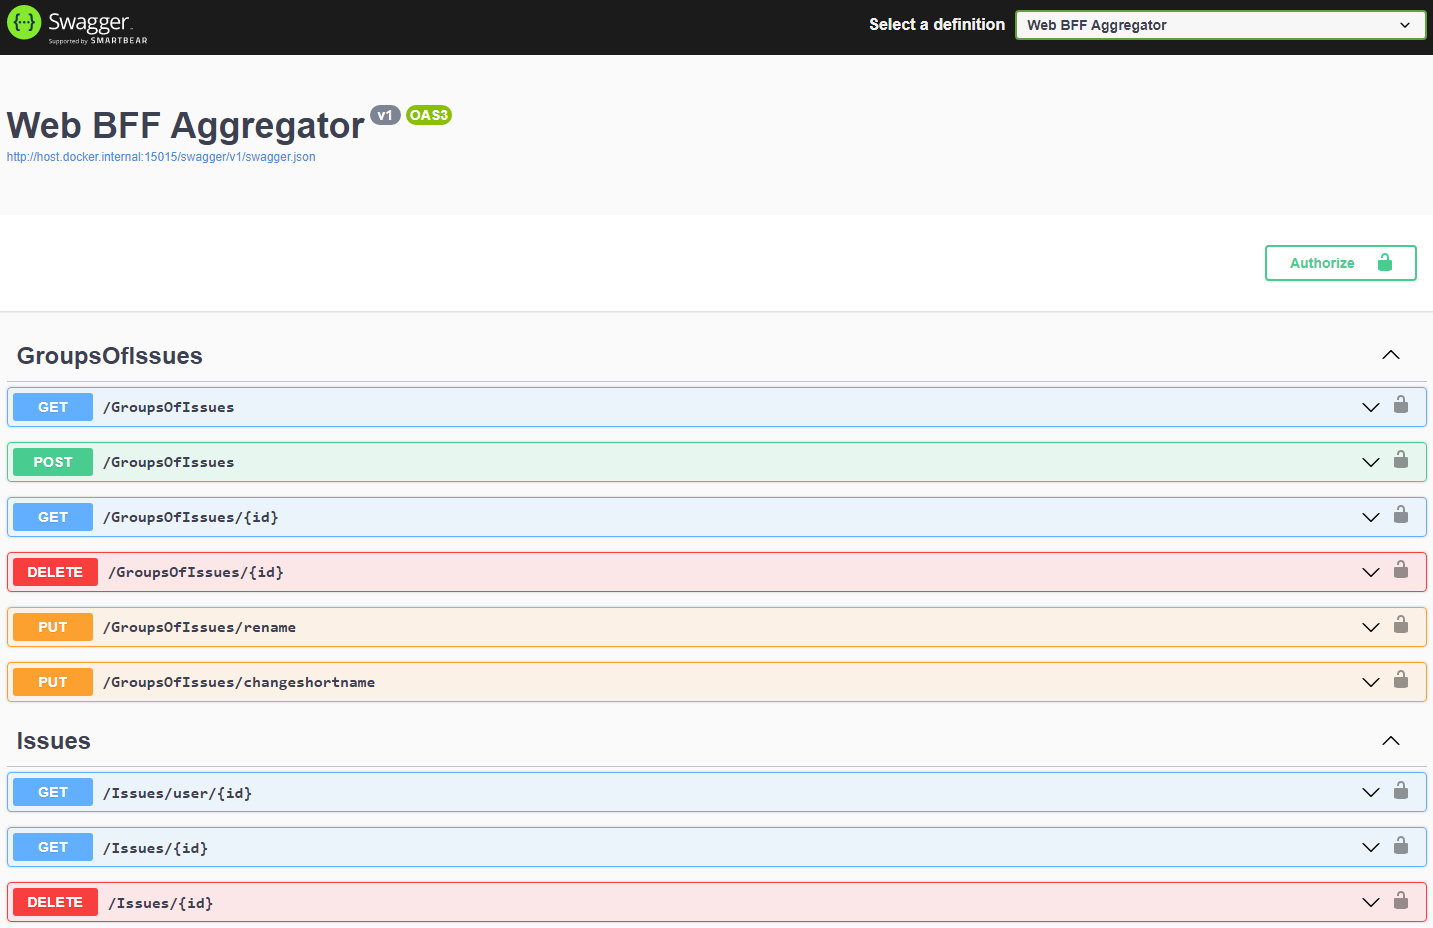 Swagger
Supported by SMARTBEAR
Select a definition
Web BFF Aggregator
Web BFF Aggregator v1 OAS3
http://host.docker.internal:15015/swagger/v1/swagger.json
Authorize
GroupsOfIssues
GET /GroupsOfIssues
POST /GroupsOfIssues
GET /GroupsOfIssues/{id}
DELETE /GroupsOfIssues/{id}
PUT /GroupsOfIssues/rename
PUT /GroupsOfIssues/changeshortname
Issues
GET /Issues/user/{id}
GET /Issues/{id}
DELETE /Issues/{id}